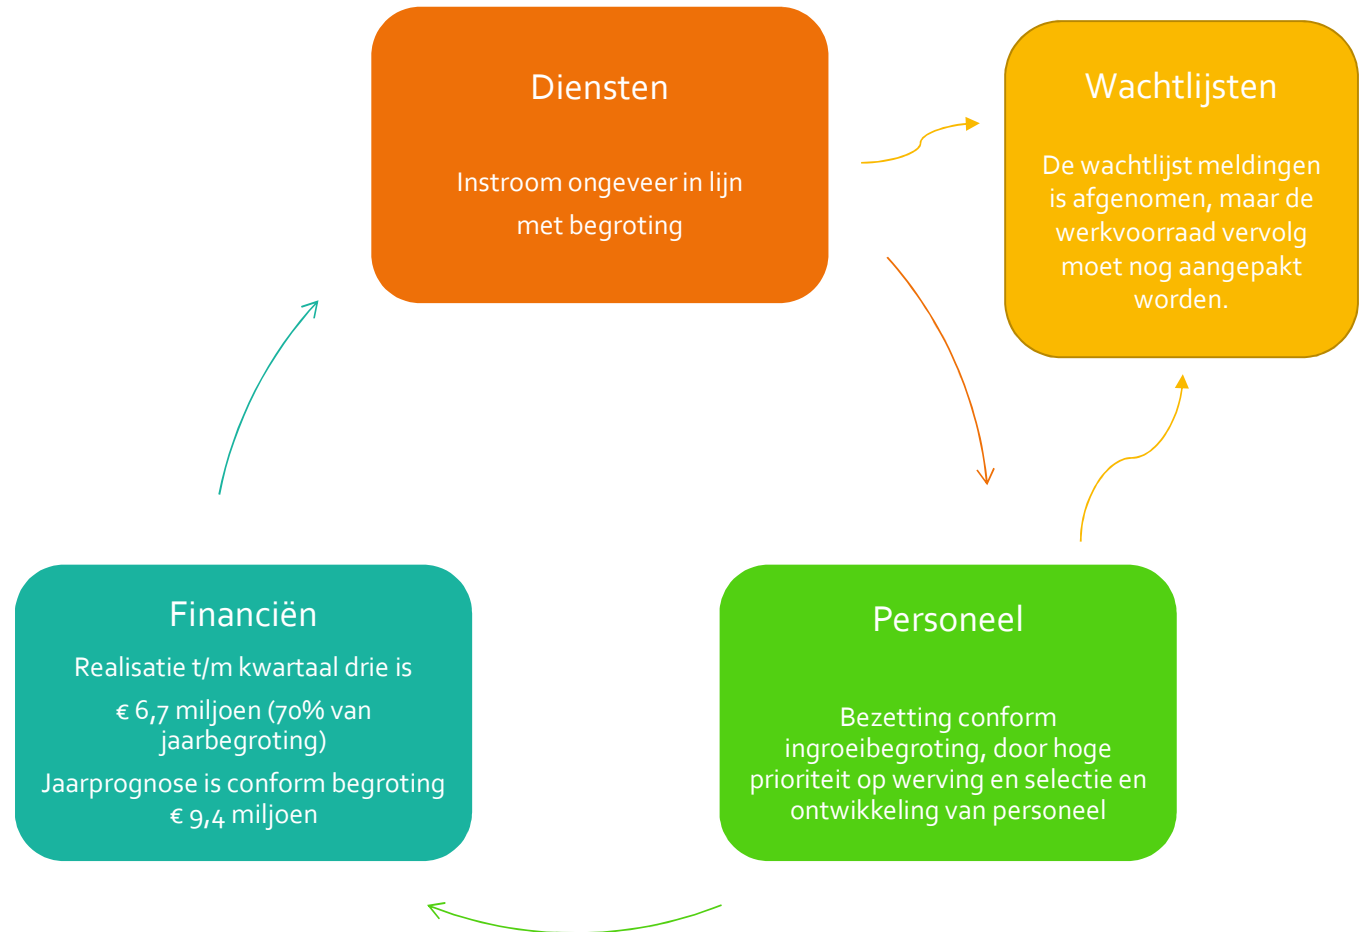 Diensten
Instroom ongeveer in lijn
met begroting
Wachtlijsten
De wachtlijst meldingen
is afgenomen, maar de
werkvoorraad vervolg
moet nog aangepakt
worden.
Financiën
Realisatie t/m kwartaal drie is
€ 6,7 miljoen (70% van
jaarbegroting)
Jaarprognose is conform begroting
€ 9,4 miljoen
Personeel
Bezetting conform
ingroeibegroting, door hoge
prioriteit op werving en selectie en
ontwikkeling van personeel